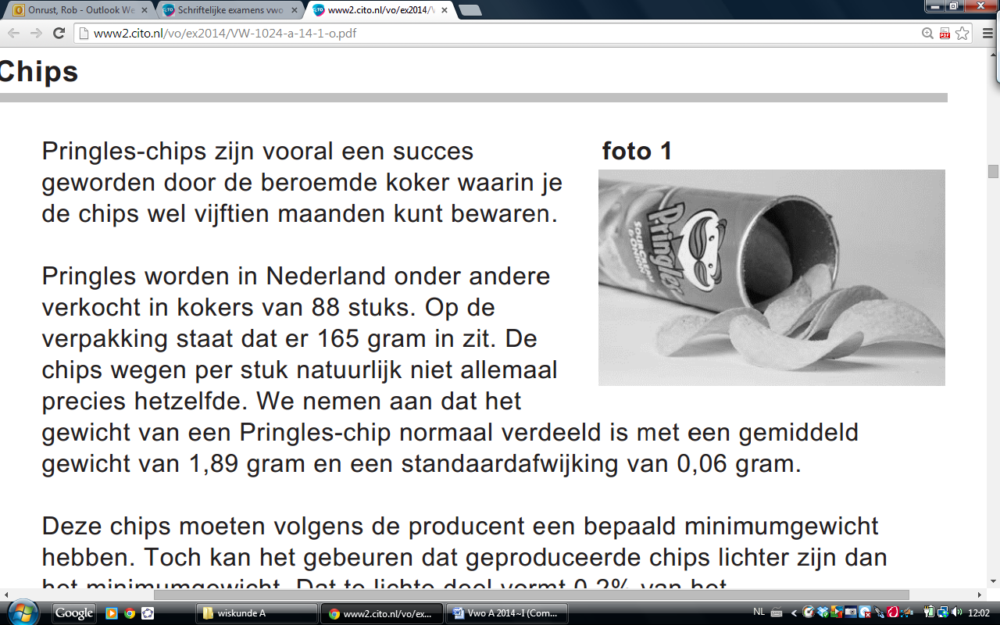 Onrust, Rob - Outlook We
Schriftelijke examens vwo
www2.cito.nl/vo/ex2014/V
www2.cito.nl/vo/ex2014/VW-1024-a-14-1-o.pdf
Chips
Pringles-chips zijn vooral een succes
geworden door de beroemde koker waarin je
de chips wel vijftien maanden kunt bewaren.
foto 1
Pringles
SOUR CREAM
& ONION
Pringles worden in Nederland onder andere
verkocht in kokers van 88 stuks. Op de
verpakking staat dat er 165 gram in zit. De
chips wegen per stuk natuurlijk niet allemaal
precies hetzelfde. We nemen aan dat het
gewicht van een Pringles-chip normaal verdeeld is met een gemiddeld
gewicht van 1,89 gram en een standaardafwijking van 0,06 gram.
Deze chips moeten volgens de producent een bepaald minimumgewicht
hebben. Toch kan het gebeuren dat geproduceerde chips lichter zijn dan
het minimumgewicht. Dat te lichte deel vormt 0,2% van het
Google
wiskunde A
www2.cito.nl/vo/ex...
Vwo A 2014~I (Com...
NL
12:02